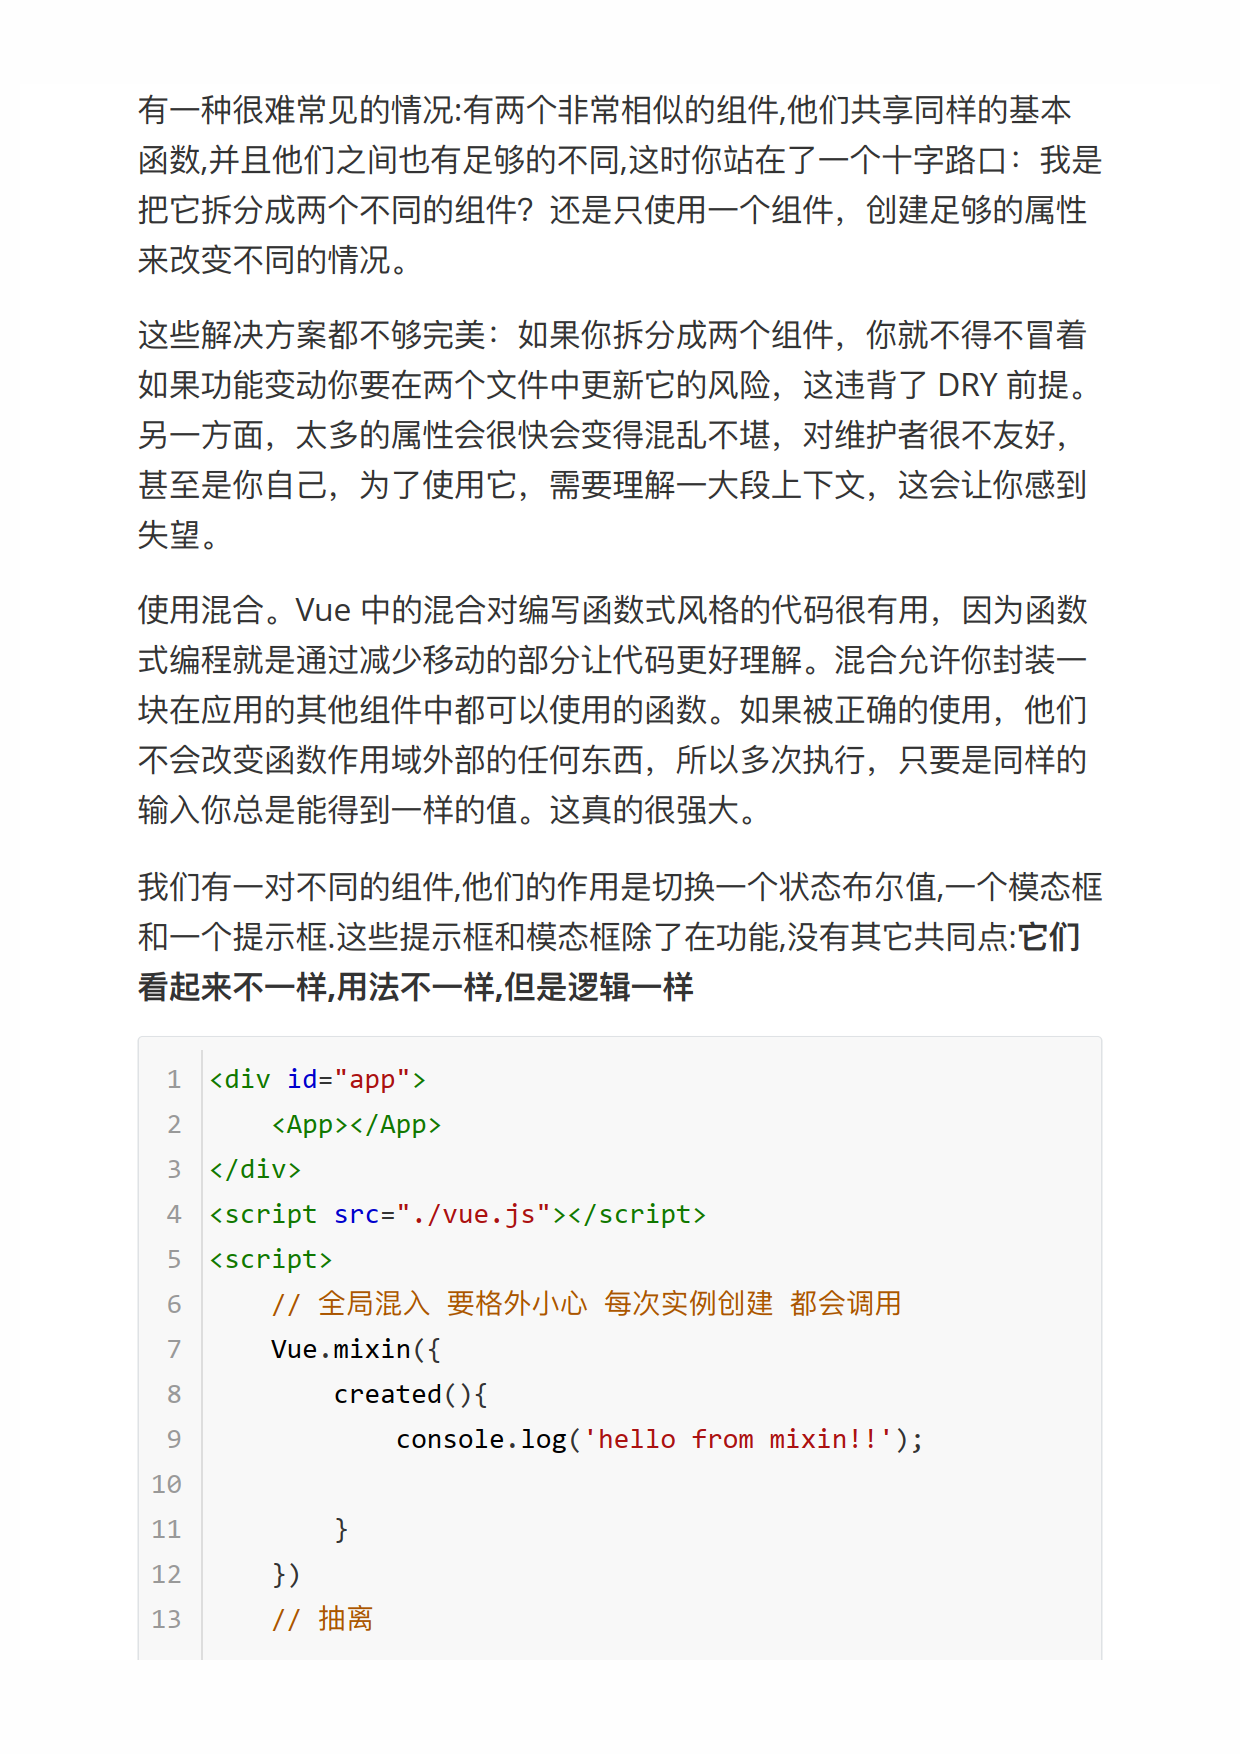 有一种很难常见的情况:有两个非常相似的组件,他们共享同样的基本
函数,并且他们之间也有足够的不同,这时你站在了一个十字路口：我是
把它拆分成两个不同的组件？还是只使用一个组件，创建足够的属性
来改变不同的情况。
这些解决方案都不够完美：如果你拆分成两个组件，你就不得不冒着
如果功能变动你要在两个文件中更新它的风险，这违背了 DRY 前提。
另一方面，太多的属性会很快会变得混乱不堪，对维护者很不友好，
甚至是你自己，为了使用它，需要理解一大段上下文，这会让你感到
失望。
使用混合。Vue 中的混合对编写函数式风格的代码很有用，因为函数
式编程就是通过减少移动的部分让代码更好理解。混合允许你封装一
块在应用的其他组件中都可以使用的函数。如果被正确的使用，他们
不会改变函数作用域外部的任何东西，所以多次执行，只要是同样的
输入你总是能得到一样的值。这真的很强大。
我们有一对不同的组件,他们的作用是切换一个状态布尔值,一个模态框
和一个提示框.这些提示框和模态框除了在功能,没有其它共同点:它们
看起来不一样,用法不一样,但是逻辑一样
1 <div id="app">
2     <App></App>
3 </div>
4 <script src="./vue.js"></script>
5 <script>
6     // 全局混入 要格外小心 每次实例创建 都会调用
7     Vue.mixin({
8         created(){
9             console.log('hello from mixin!!');
10
11         }
12     })
13     // 抽离